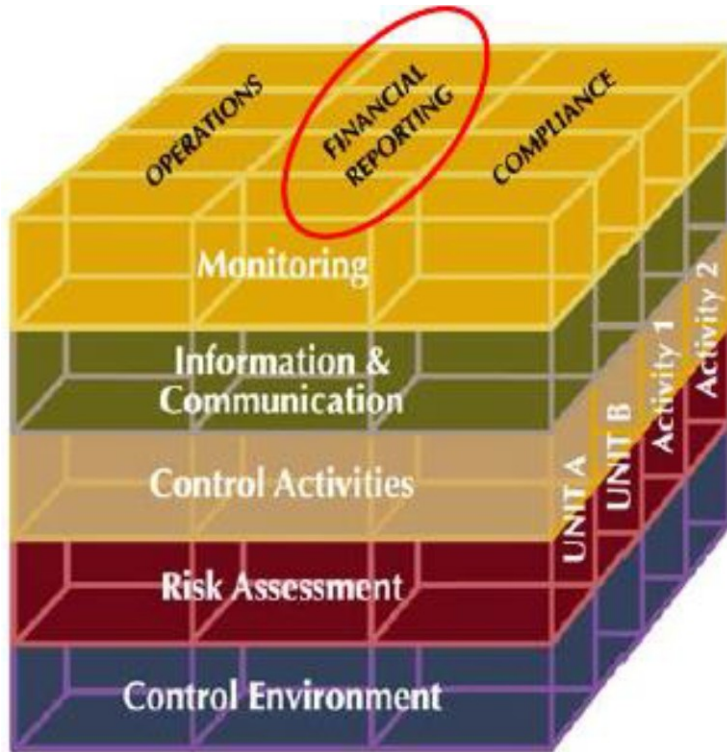 OPERATIONS
FINANCIAL
REPORTING
COMPLIANCE
Monitoring
Information &
Communication
Control Activities
Risk Assessment
Control Environment
UNIT A
UNIT B
Activity 1
Activity 2